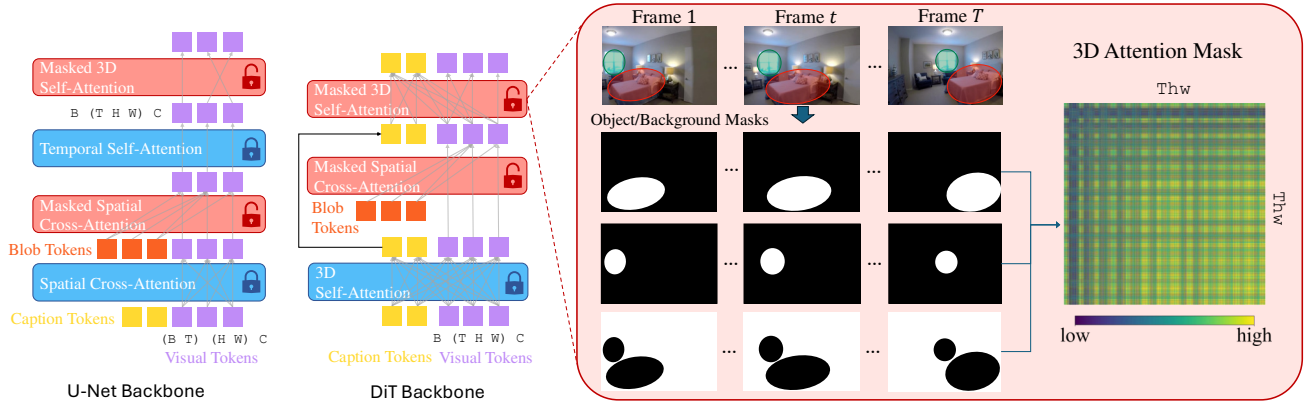 Masked 3D
Self-Attention
B (T H W) C
Temporal Self-Attention
Masked Spatial
Cross-Attention
Blob Tokens
Spatial Cross-Attention
Caption Tokens
(B T) (H W) C
Visual Tokens
U-Net Backbone
Masked 3D
Self-Attention
Masked Spatial
Cross-Attention
Blob
Tokens
3D
Self-Attention
B (T H W) C
Caption Tokens Visual Tokens
DiT Backbone
Frame 1
Frame t
Frame T
... ...
Object/Background Masks
... ...
... ...
... ...
3D Attention Mask
Thw
Thw
low
high